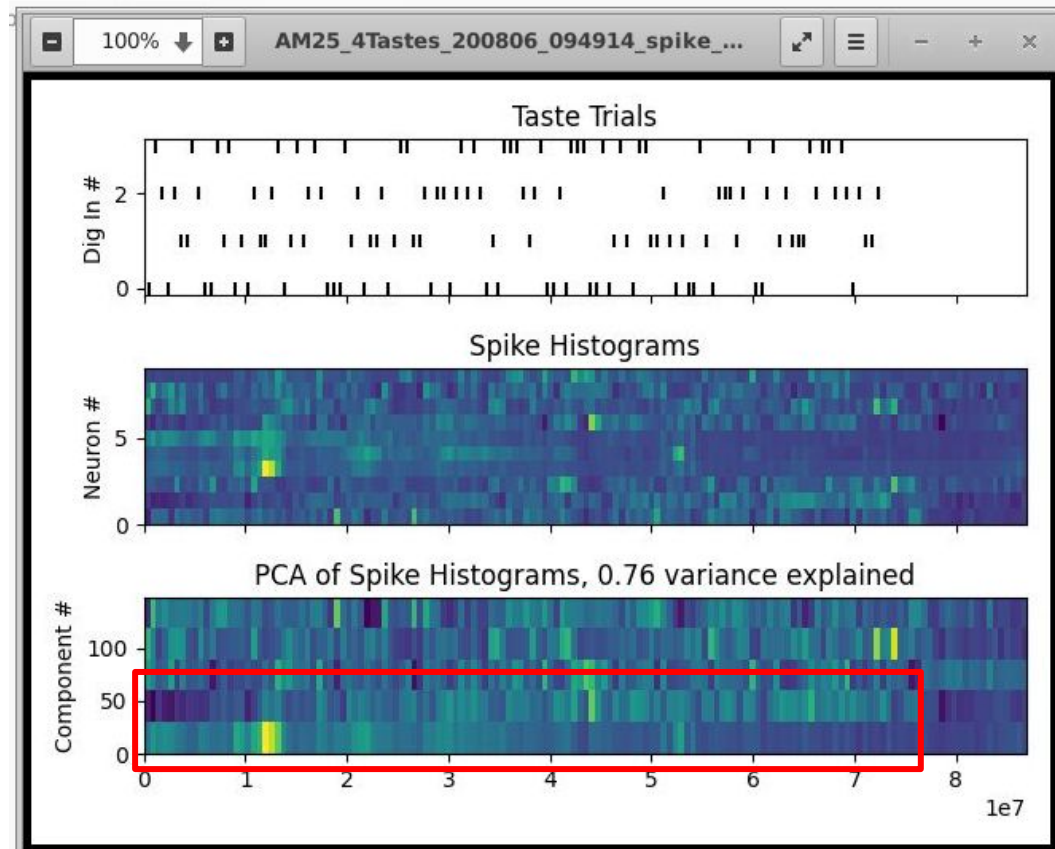 100% AM25_4Tastes_200806_094914_spike_...
Taste Trials
Dig In #
2
0
Spike Histograms
Neuron #
5
0
PCA of Spike Histograms, 0.76 variance explained
Component #
100
50
0
0 1 2 3 4 5 6 7 8
1e7